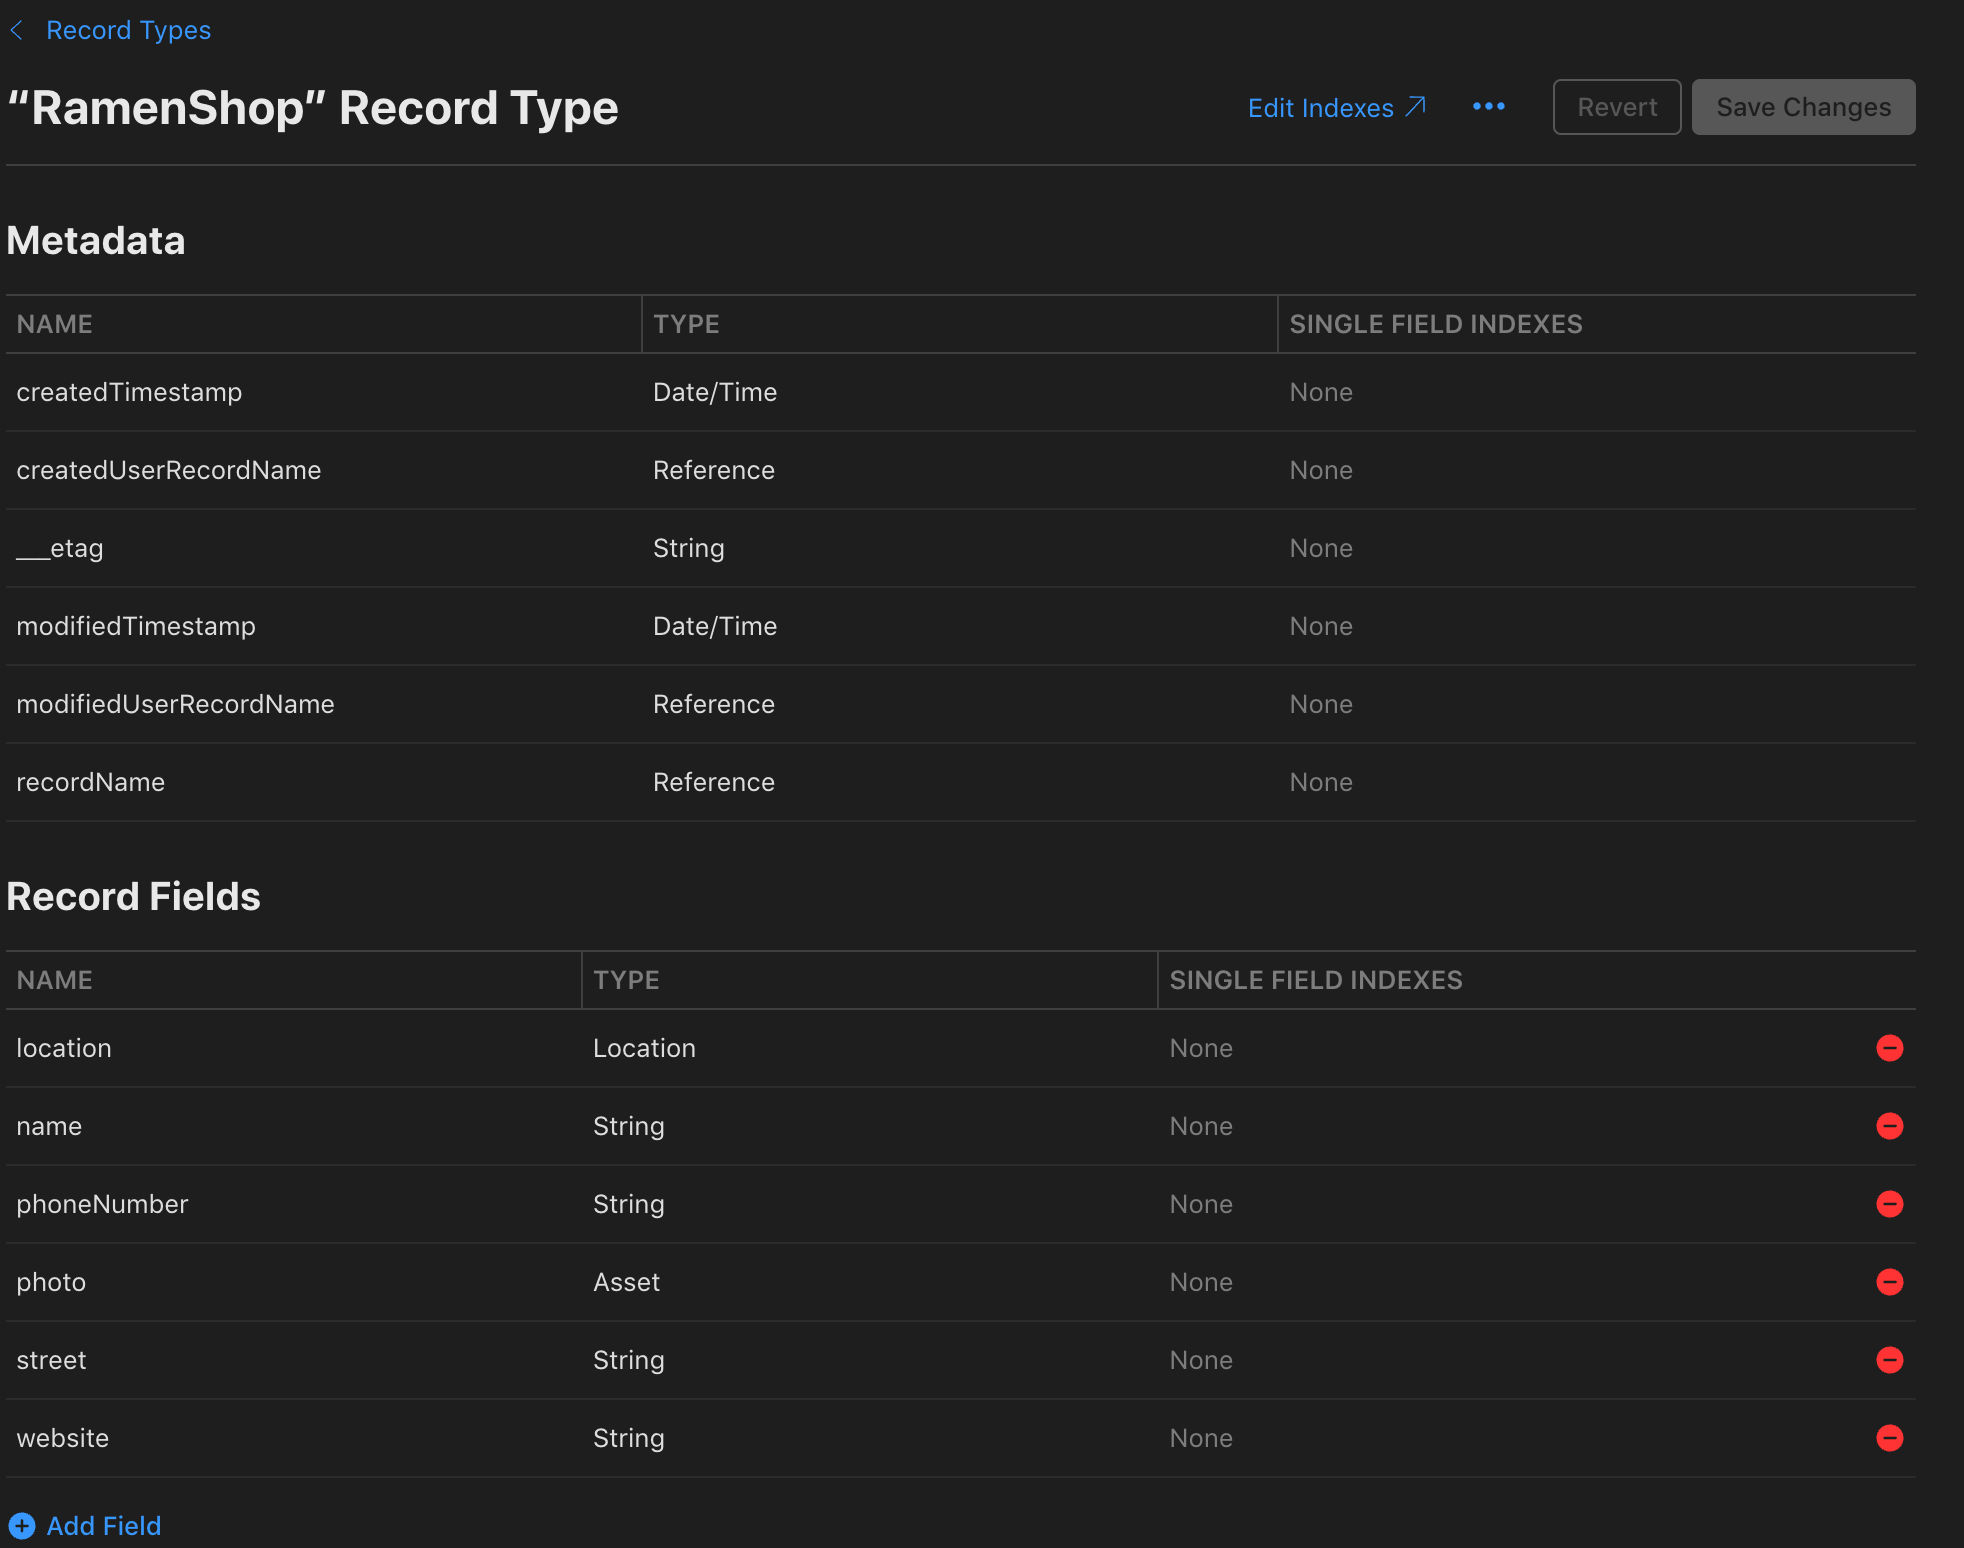 Record Types
“RamenShop” Record Type
Edit Indexes
Revert
Save Changes
Metadata
NAME TYPE SINGLE FIELD INDEXES
createdTimestamp Date/Time None
createdUserRecordName Reference None
___etag String None
modifiedTimestamp Date/Time None
modifiedUserRecordName Reference None
recordName Reference None
Record Fields
NAME TYPE SINGLE FIELD INDEXES
location Location None
name String None
phoneNumber String None
photo Asset None
street String None
website String None
Add Field